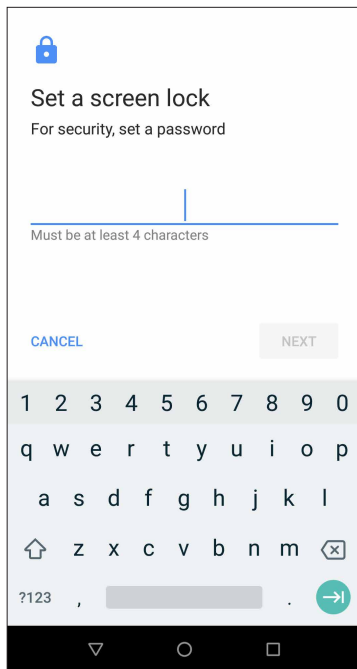 Set a screen lock
For security, set a password
Must be at least 4 characters
CANCEL NEXT
1 2 3 4 5 6 7 8 9 0
q w e r t y u i o p
a s d f g h j k l
z x c v b n m
?123 , .